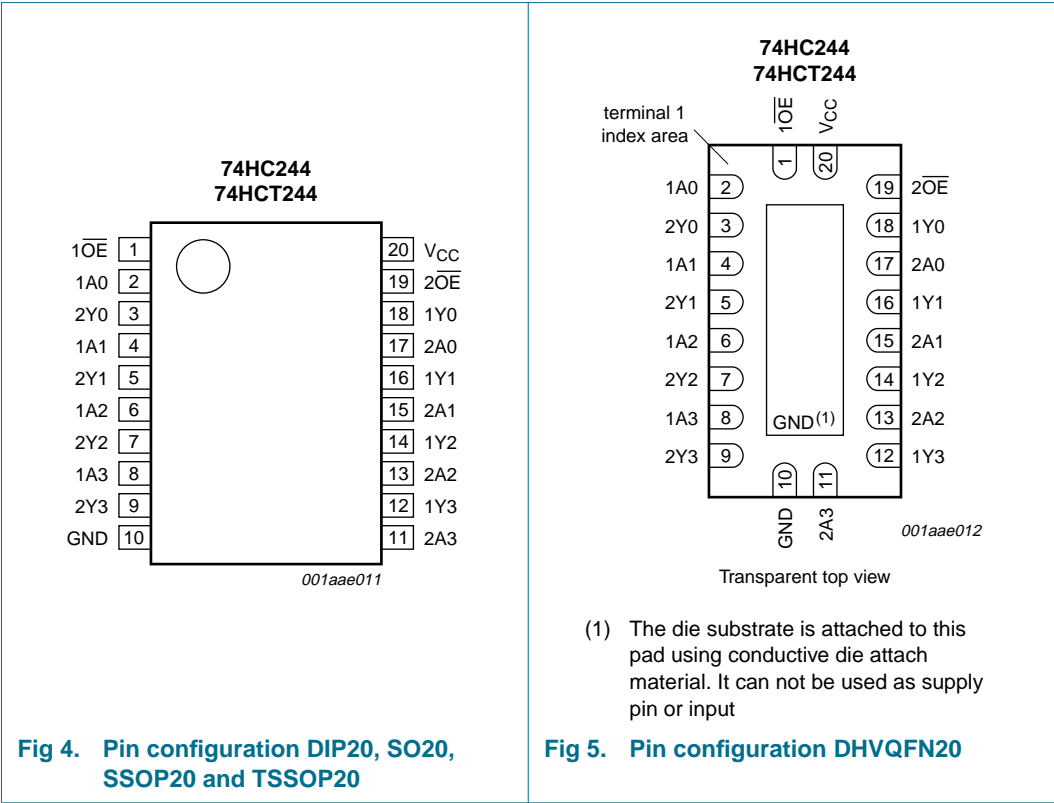 74HC244
74HCT244
1O̅E̅ 1
1A0 2
2Y0 3
1A1 4
2Y1 5
1A2 6
2Y2 7
1A3 8
2Y3 9
GND 10
20 VCC
19 2O̅E̅
18 1Y0
17 2A0
16 1Y1
15 2A1
14 1Y2
13 2A2
12 1Y3
11 2A3
001aae011
Fig 4. Pin configuration DIP20, SO20,
SSOP20 and TSSOP20
74HC244
74HCT244
terminal 1
index area
1O̅E̅
VCC
1
20
1A0 2
2Y0 3
1A1 4
2Y1 5
1A2 6
2Y2 7
1A3 8
2Y3 9
19 2O̅E̅
18 1Y0
17 2A0
16 1Y1
15 2A1
14 1Y2
13 2A2
12 1Y3
GND(1)
10
11
GND
2A3
001aae012
Transparent top view
(1) The die substrate is attached to this
pad using conductive die attach
material. It can not be used as supply
pin or input
Fig 5. Pin configuration DHVQFN20